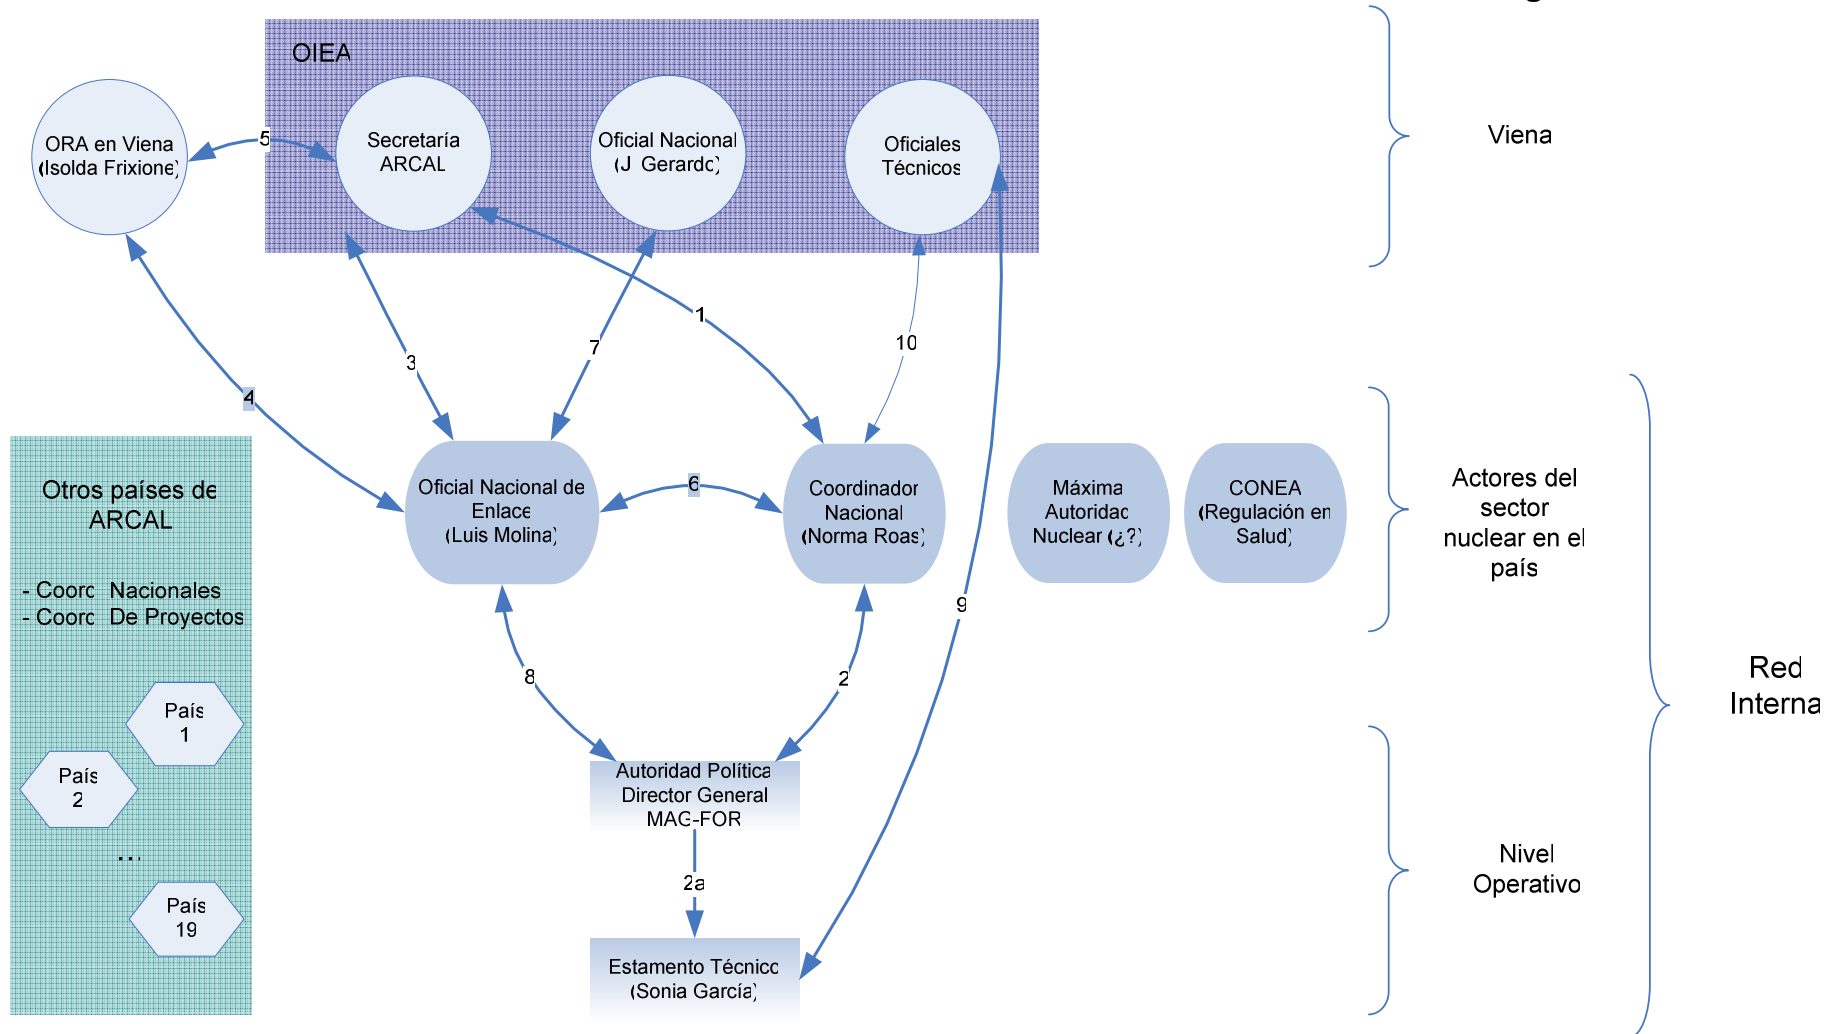 OIEA
ORA en Viena
(Isolda Frixione)
5
Secretaría
ARCAL
Oficial Nacional
(J Gerardo)
Oficiales
Técnicos
Viena
1
3
7
10
4
Otros países de
ARCAL
- Coord Nacionales
- Coord De Proyectos
País
1
País
2
...
País
19
Oficial Nacional de
Enlace
(Luis Molina)
6
Coordinador
Nacional
(Norma Roas)
Máxima
Autoridad
Nuclear (¿?)
CONEA
(Regulación en
Salud)
Actores del
sector
nuclear en el
país
9
8
2
Red
Interna
Autoridad Política
Director General
MAG-FOR
2a
Nivel
Operativo
Estamento Técnico
(Sonia García)